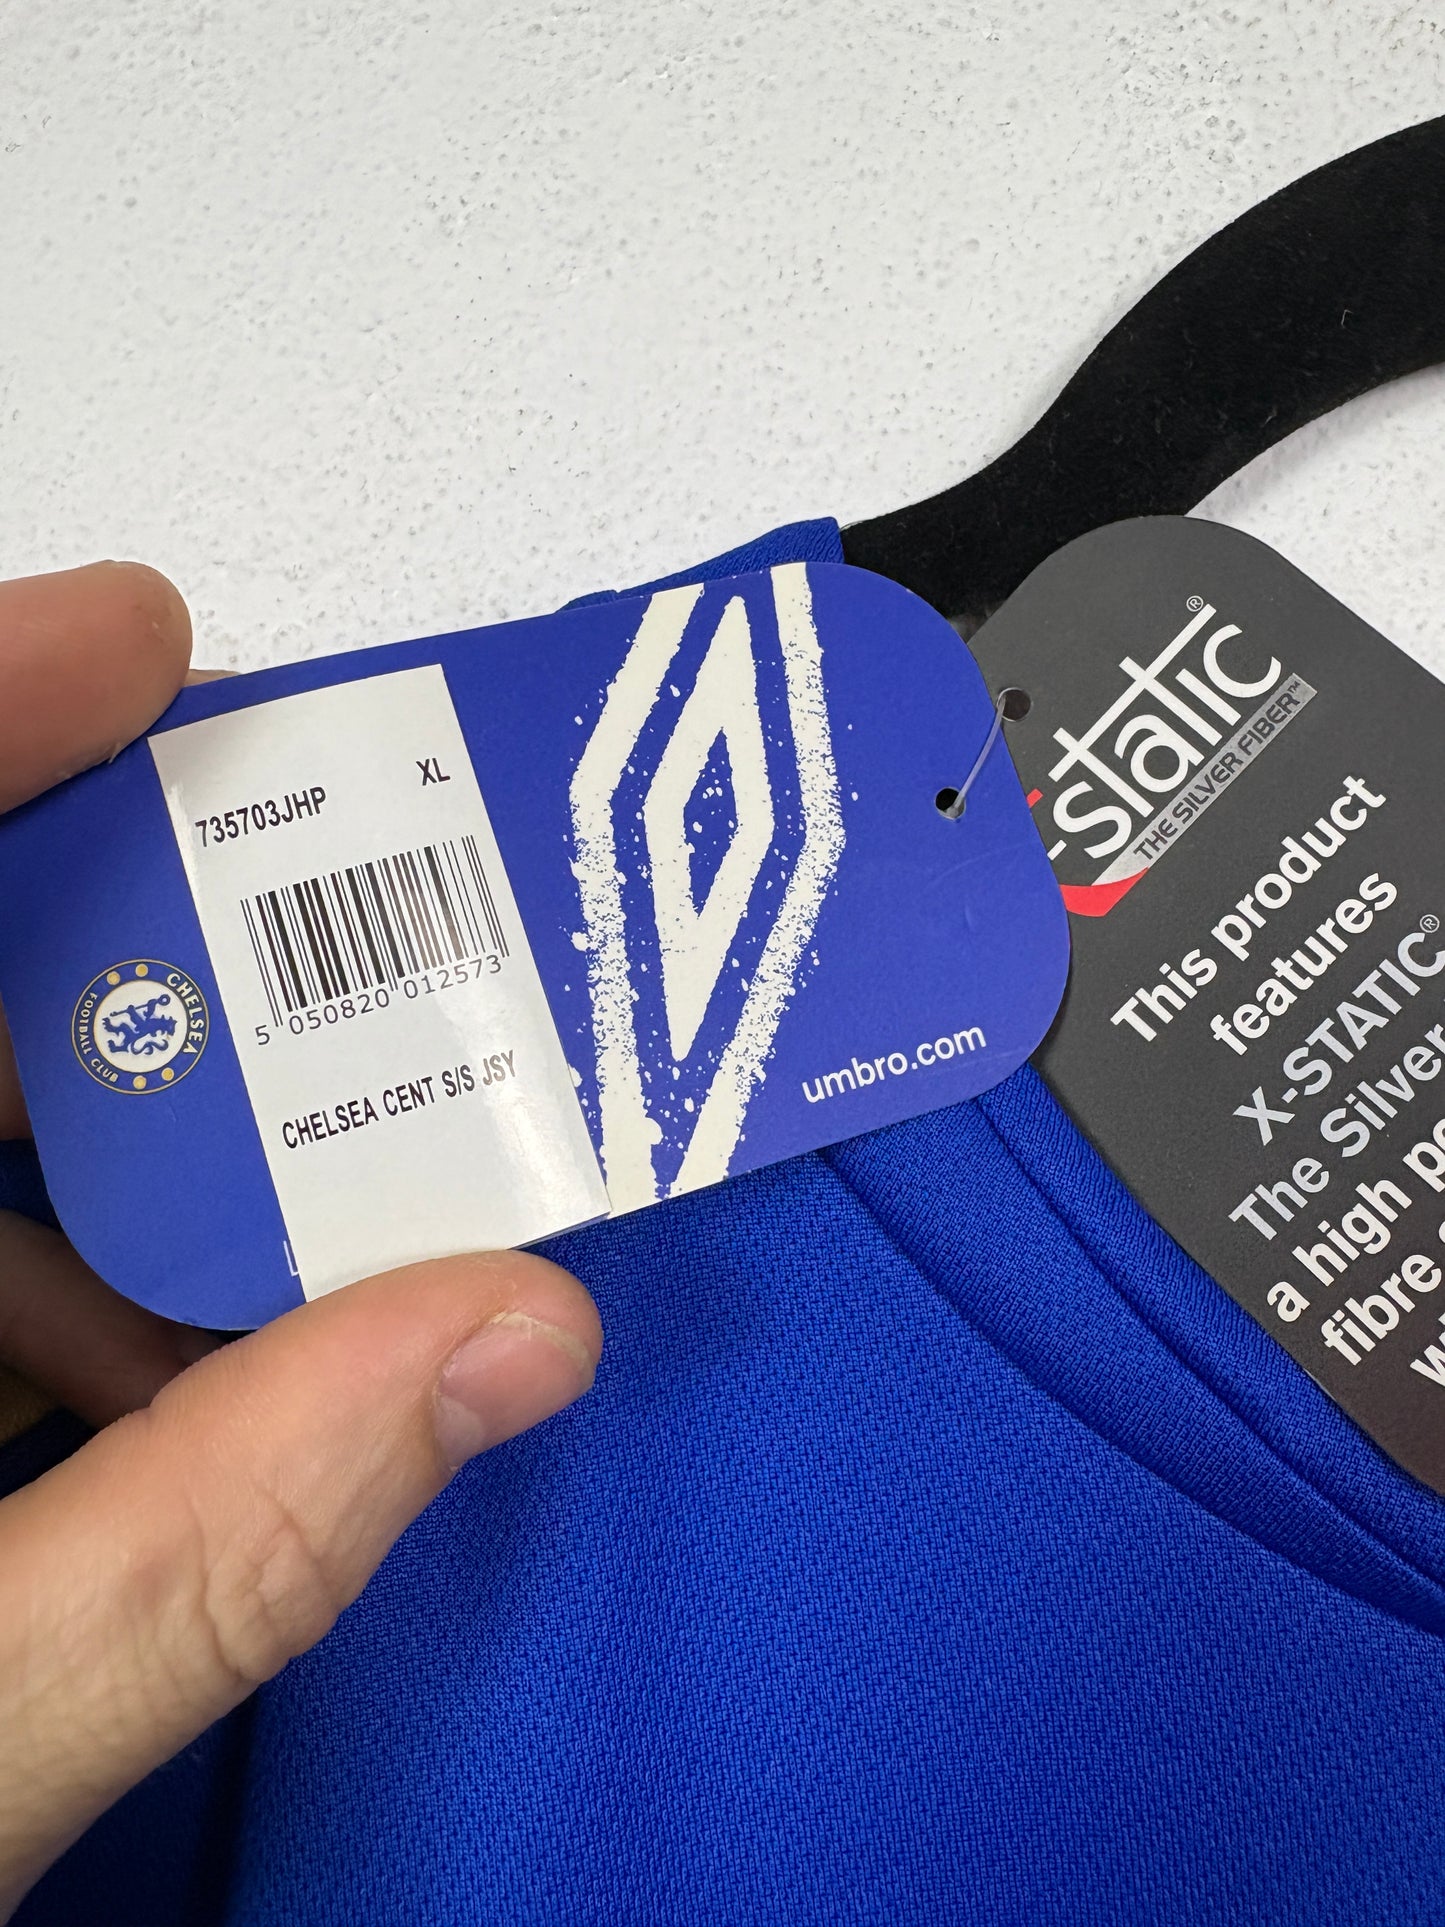 735703JHP XL
5 050820 012573
CHELSEA CENT S/S JSY
CHELSEA
FOOTBALL CLUB
umbro.com
x-static®
THE SILVER FIBER™
This product
features
X-STATIC®
The Silver
a high
fibre